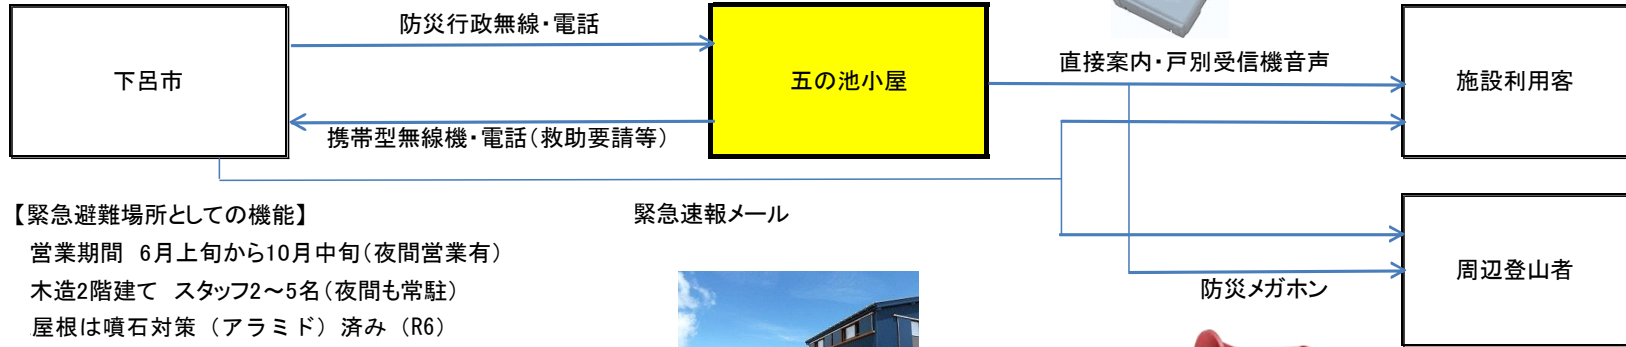 防災行政無線・電話
下呂市
五の池小屋
直接案内・戸別受信機音声
施設利用客
携帯型無線機・電話(救助要請等)
【緊急避難場所としての機能】
緊急速報メール
営業期間 6月上旬から10月中旬(夜間営業有)
木造2階建て スタッフ2~5名(夜間も常駐)
屋根は噴石対策 (アラミド) 済み (R6)
周辺登山者
防災メガホン